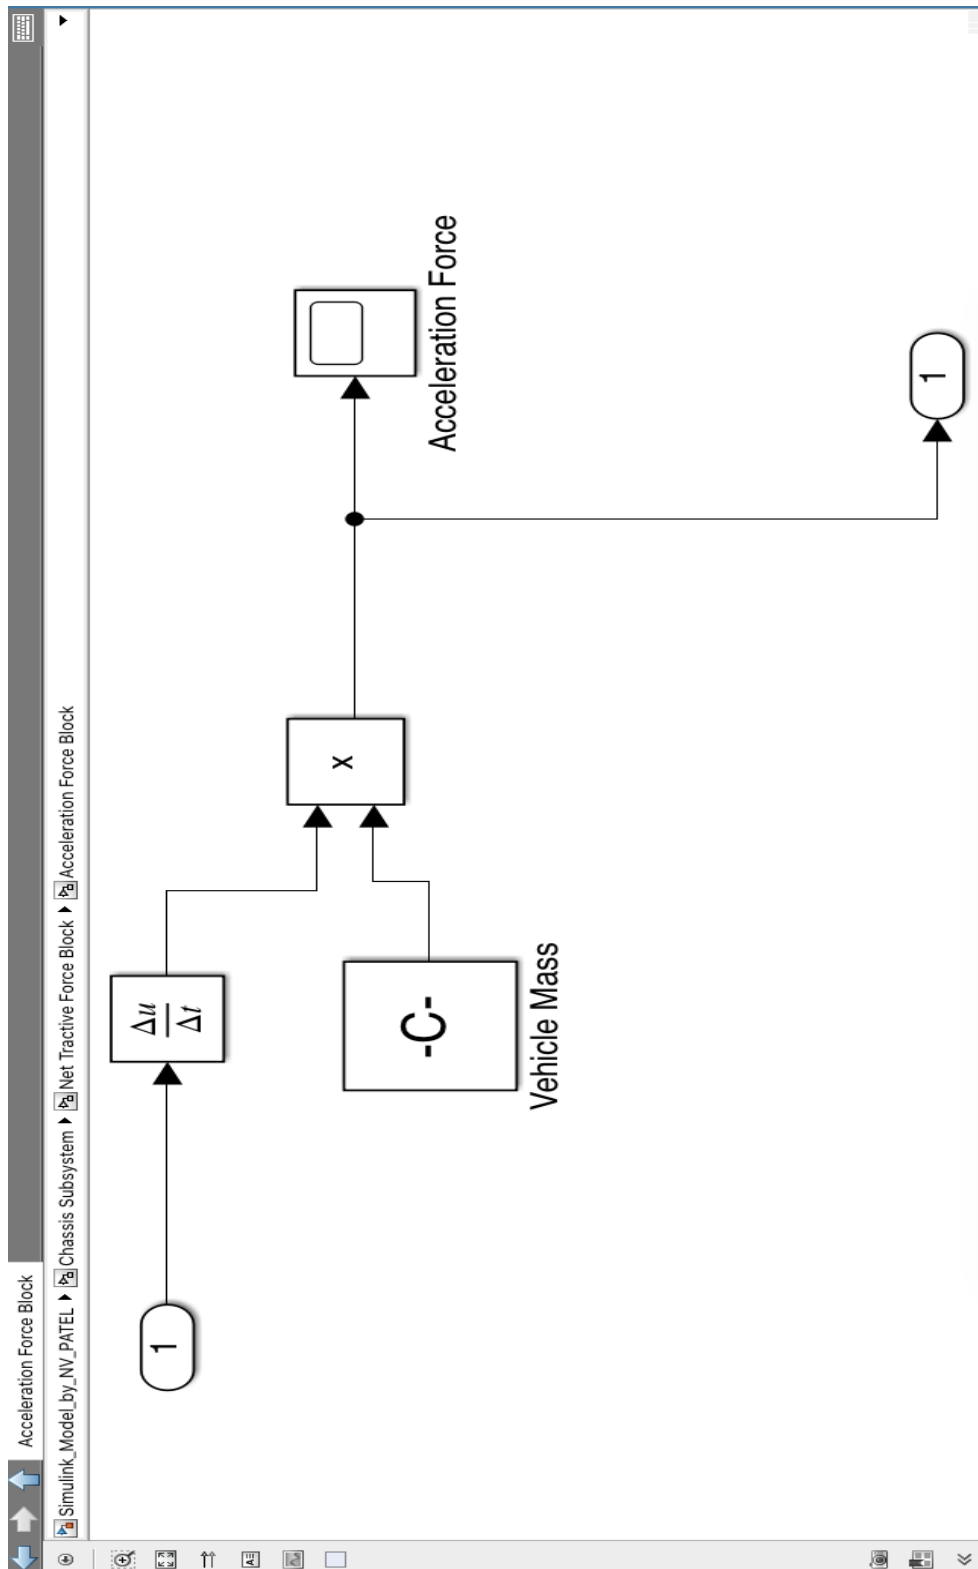 Acceleration Force Block
Simulink_Model_by_NV_PATEL
Chassis Subsystem
Net Tractive Force Block
Acceleration Force Block
1
Δu
Δt
-C-
Vehicle Mass
x
Acceleration Force
1